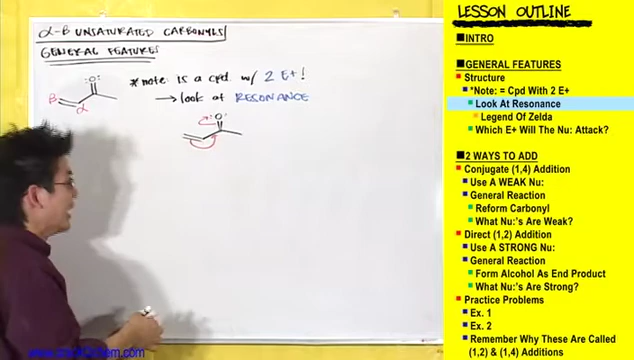 α-β UNSATURATED CARBONYLS
GENERAL FEATURES
:O:
β
α
*note: is a cpd w/ 2 E+!
→ look at RESONANCE
:O:
LESSON OUTLINE
INTRO
GENERAL FEATURES
Structure
*Note: = Cpd With 2 E+
Look At Resonance
Legend Of Zelda
Which E+ Will The Nu: Attack?
2 WAYS TO ADD
Conjugate (1,4) Addition
Use A WEAK Nu:
General Reaction
Reform Carbonyl
What Nu:'s Are Weak?
Direct (1,2) Addition
Use A STRONG Nu:
General Reaction
Form Alcohol As End Product
What Nu:'s Are Strong?
Practice Problems
Ex. 1
Ex. 2
Remember Why These Are Called
(1,2) & (1,4) Additions